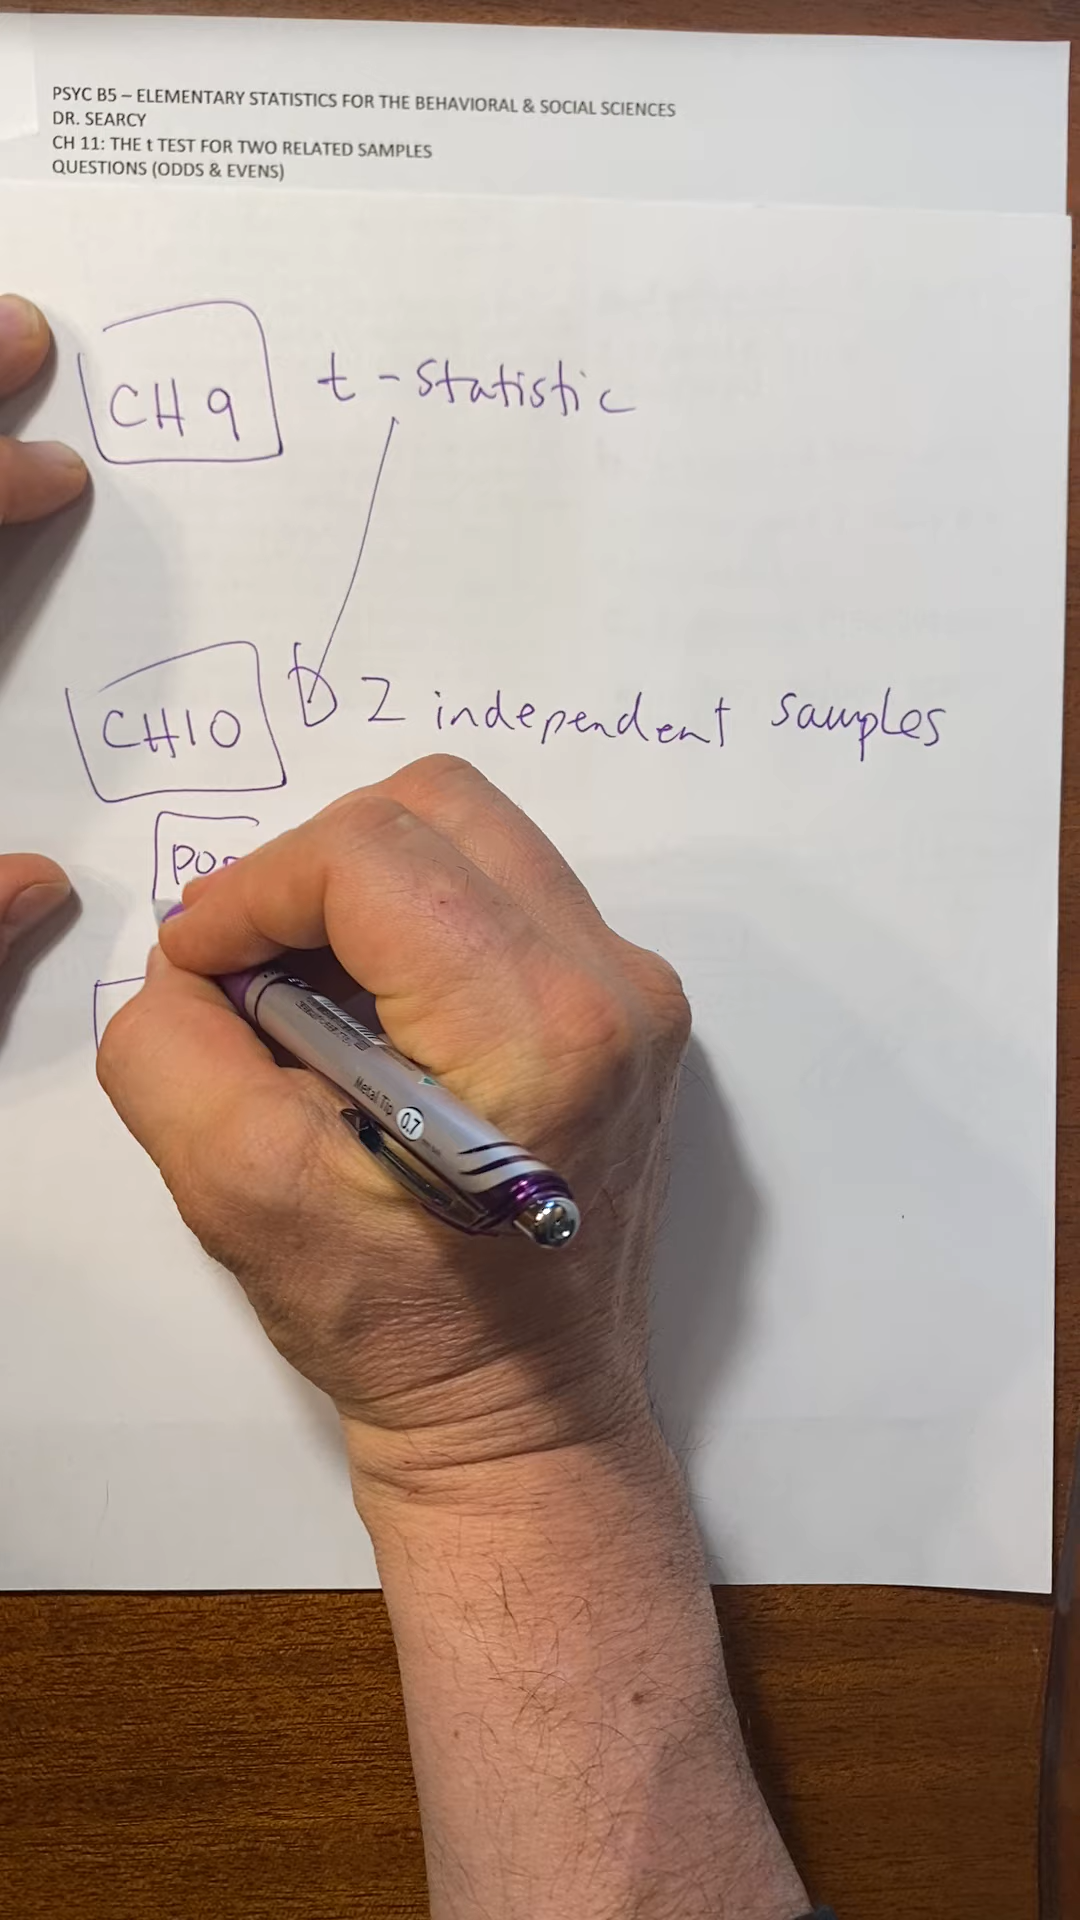 PSYC B5 – ELEMENTARY STATISTICS FOR THE BEHAVIORAL & SOCIAL SCIENCES
DR. SEARCY
CH 11: THE t TEST FOR TWO RELATED SAMPLES
QUESTIONS (ODDS & EVENS)
CH 9 t - statistic
CH10 2 independent samples
Metal Tip 0.7